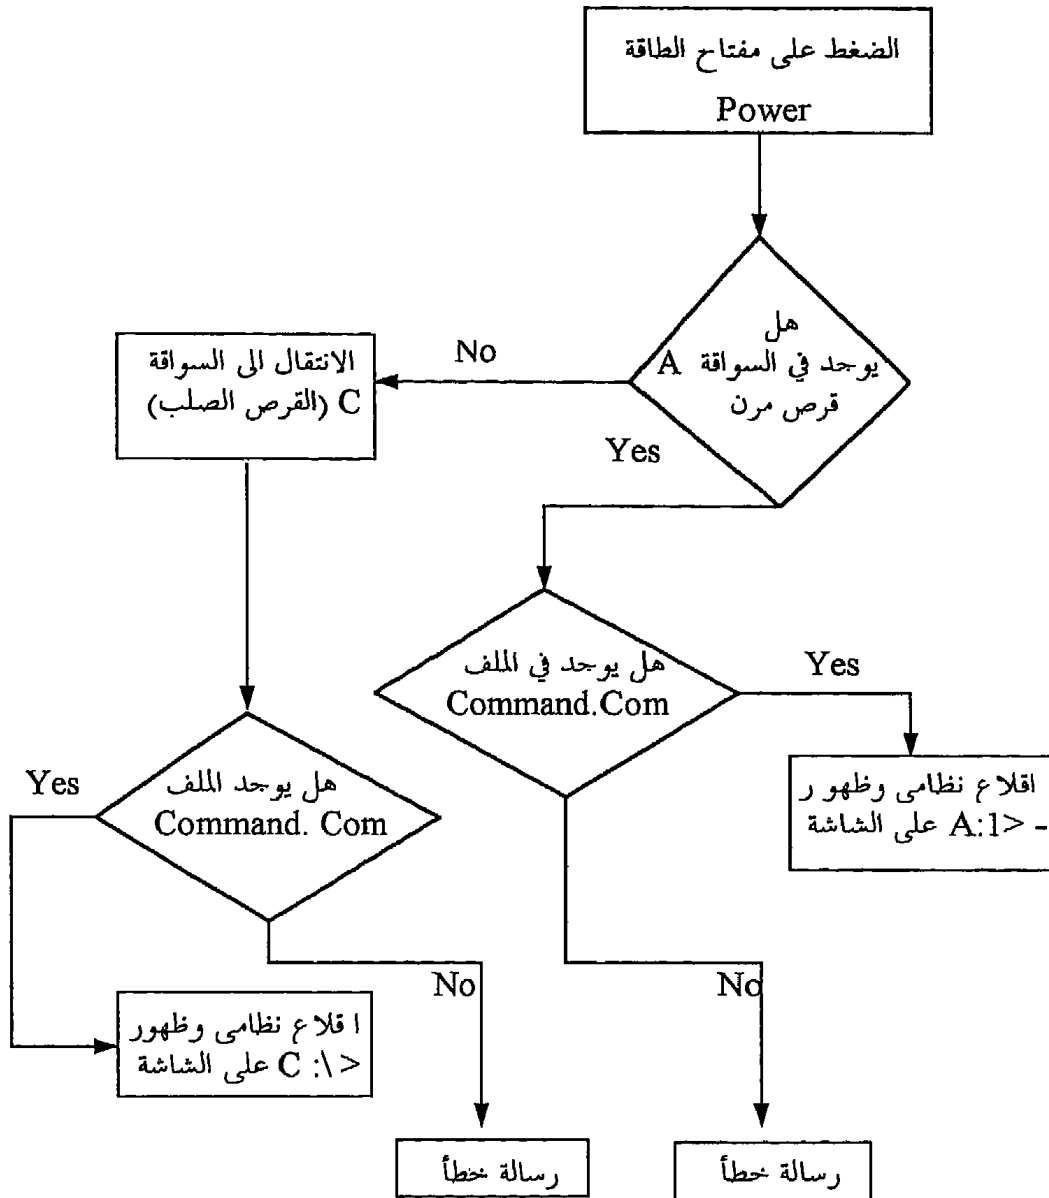 الضغط على مفتاح الطاقة
Power
هل
يوجد في السواقة A
قرص مرن
No
الانتقال الى السواقة
C (القرص الصلب)
Yes
هل يوجد في الملف
Command.Com
Yes
اقلاع نظامى وظهو ر
A:1> - على الشاشة
Yes
هل يوجد الملف
Command. Com
No
No
ا قلاع نظامى وظهور
C :\ > على الشاشة
رسالة خطأ
رسالة خطأ